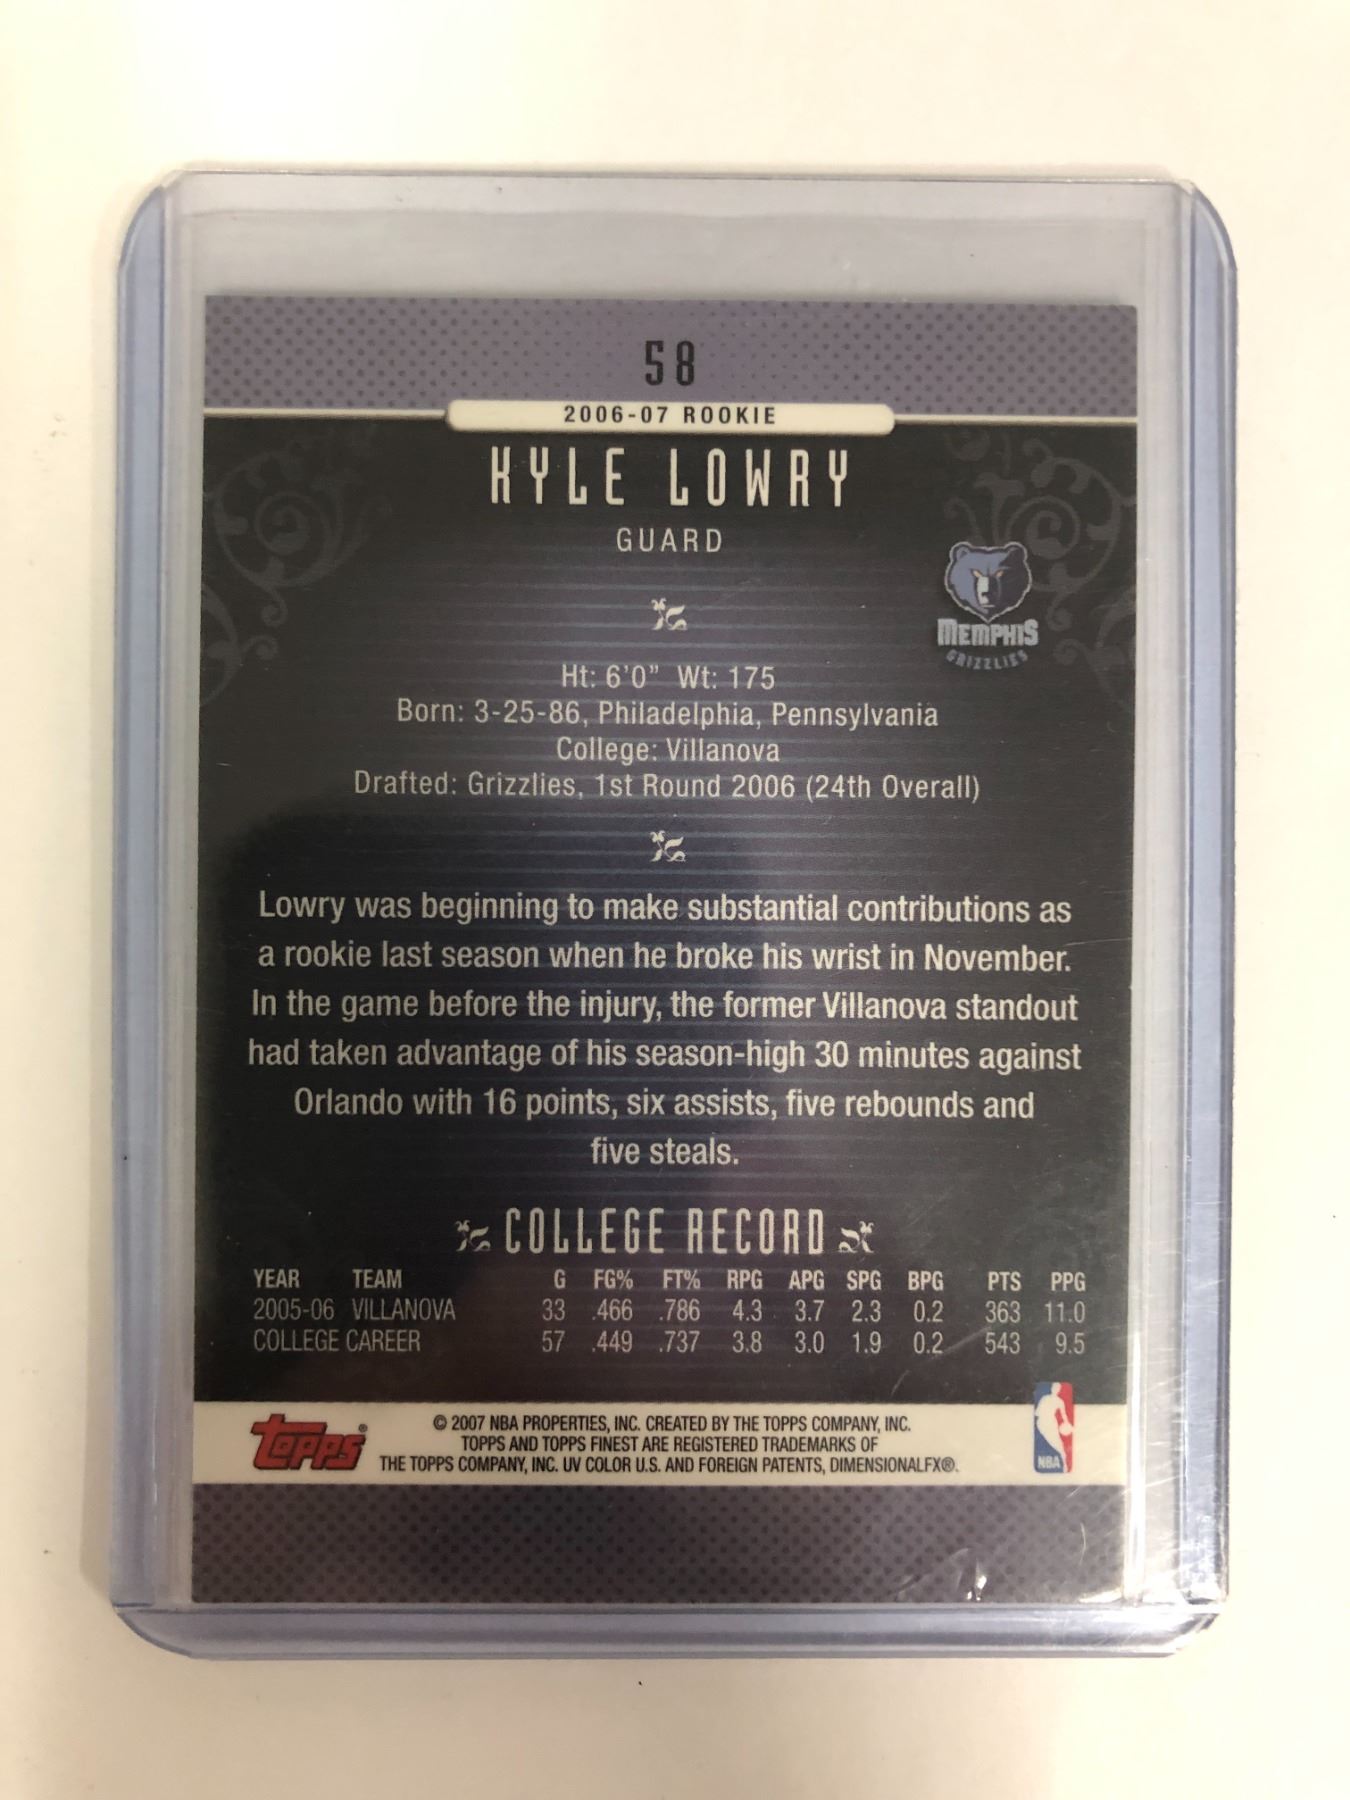 58
2006-07 ROOKIE
KYLE LOWRY
GUARD
MEMPHIS
GRIZZLIES
Ht: 6'0" Wt: 175
Born: 3-25-86, Philadelphia, Pennsylvania
College: Villanova
Drafted: Grizzlies, 1st Round 2006 (24th Overall)
Lowry was beginning to make substantial contributions as
a rookie last season when he broke his wrist in November.
In the game before the injury, the former Villanova standout
had taken advantage of his season-high 30 minutes against
Orlando with 16 points, six assists, five rebounds and
five steals.
COLLEGE RECORD
YEAR TEAM G FG% FT% RPG APG SPG BPG PTS PPG
2005-06 VILLANOVA 33 .466 .786 4.3 3.7 2.3 0.2 363 11.0
COLLEGE CAREER 57 .449 .737 3.8 3.0 1.9 0.2 543 9.5
TOPPS®
© 2007 NBA PROPERTIES, INC. CREATED BY THE TOPPS COMPANY, INC.
TOPPS AND TOPPS FINEST ARE REGISTERED TRADEMARKS OF
THE TOPPS COMPANY, INC. UV COLOR U.S. AND FOREIGN PATENTS, DIMENSIONALFX®.
NBA